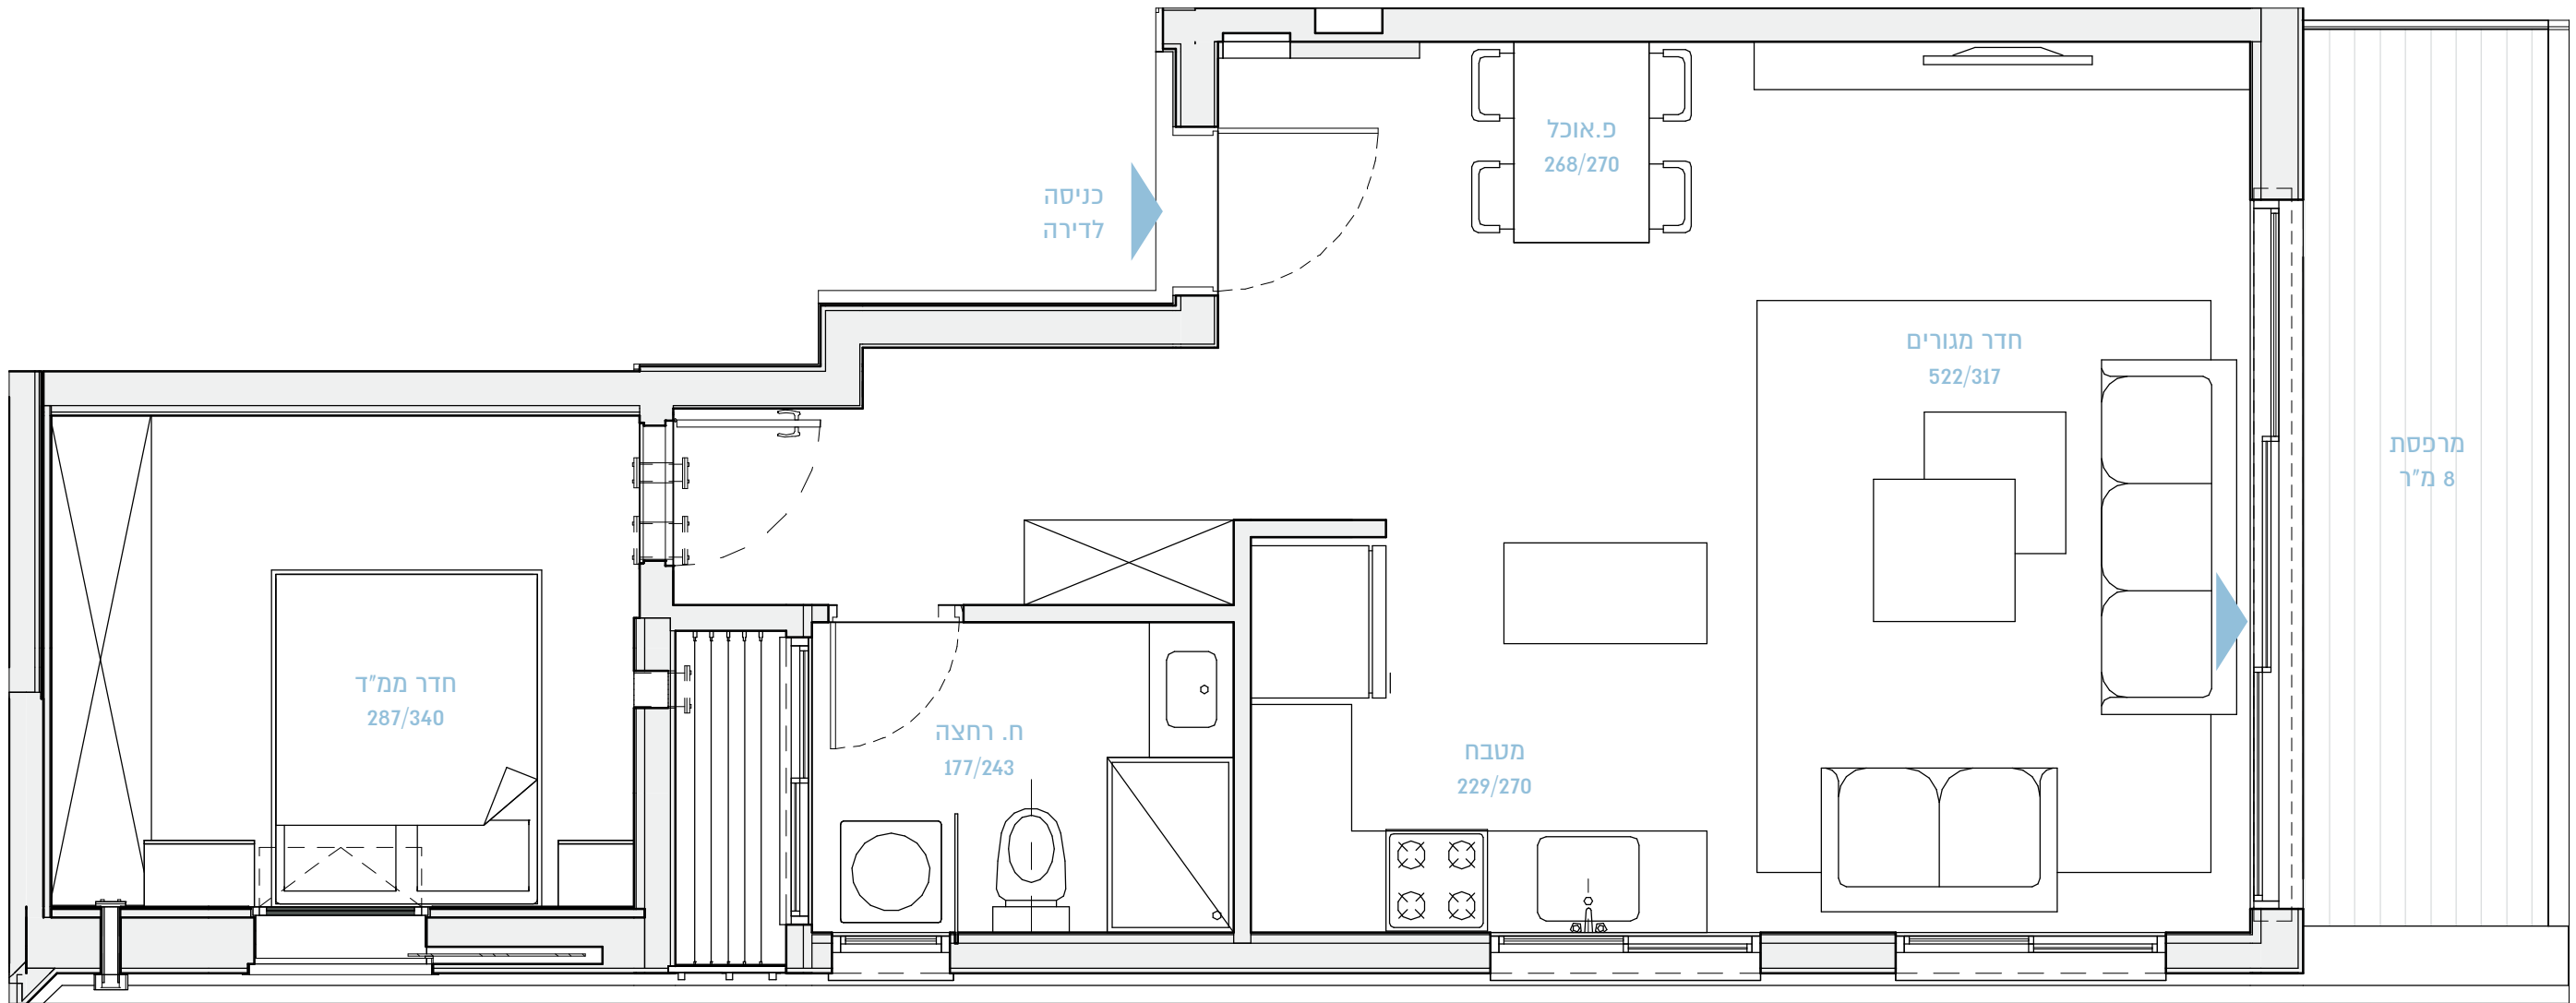 פ.אוכל
268/270
כניסה
לדירה
חדר מגורים
522/317
מרפסת
8 מ"ר
חדר ממ"ד
287/340
ח. רחצה
177/243
מטבח
229/270